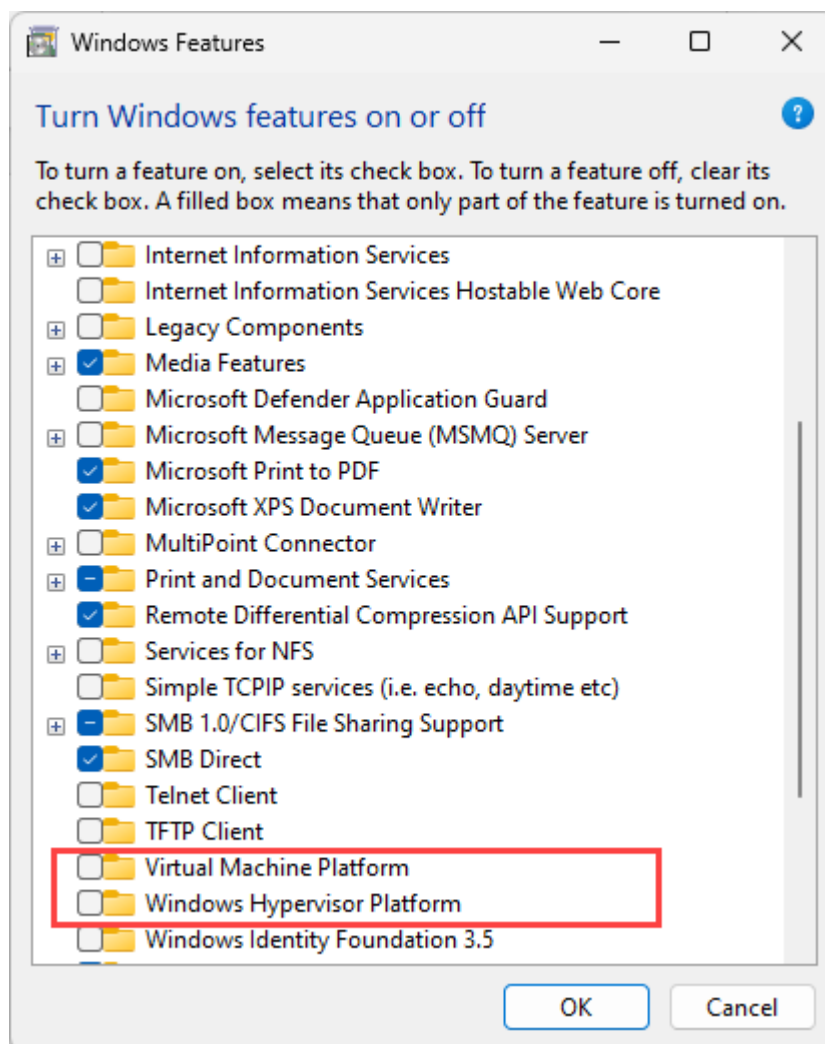 Windows Features
Turn Windows features on or off
To turn a feature on, select its check box. To turn a feature off, clear its
check box. A filled box means that only part of the feature is turned on.
Internet Information Services
Internet Information Services Hostable Web Core
Legacy Components
Media Features
Microsoft Defender Application Guard
Microsoft Message Queue (MSMQ) Server
Microsoft Print to PDF
Microsoft XPS Document Writer
MultiPoint Connector
Print and Document Services
Remote Differential Compression API Support
Services for NFS
Simple TCPIP services (i.e. echo, daytime etc)
SMB 1.0/CIFS File Sharing Support
SMB Direct
Telnet Client
TFTP Client
Virtual Machine Platform
Windows Hypervisor Platform
Windows Identity Foundation 3.5
OK Cancel